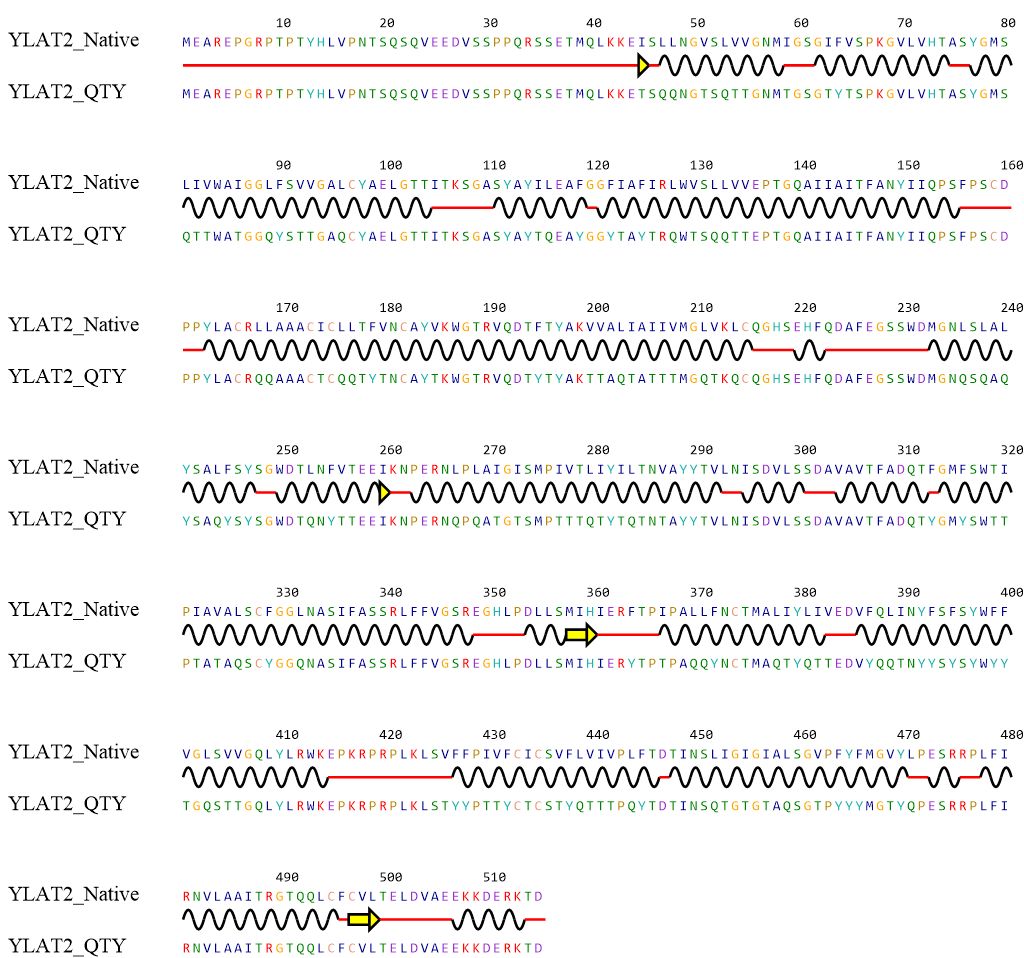 10 20 30 40 50 60 70 80
YLAT2_Native MEAREPGRPTPTYHLVPNTSQSQVEEDVSSPPQRSSETMQLKKEISLLNGVSLVVGNMIGSGIFVSPKGVLVHTASYGMS
YLAT2_QTY MEAREPGRPTPTYHLVPNTSQSQVEEDVSSPPQRSSETMQLKKETSQQNGTSQTTGNMTGSGTYTSPKGVLVHTASYGMS
90 100 110 120 130 140 150 160
YLAT2_Native LIVWAIGGLFSVVGALCYAELGTTITKSGASYAYILEAFGGFIAFIRLWVSLLVVEPTGQAIIAITFANYIIQPSFPSCD
YLAT2_QTY QTTWATGGQYSTTGAQCYAELGTTITKSGASYAYTQEAYGGYTAYTRQWTSQQTTEPTGQAIIAITFANYIIQPSFPSCD
170 180 190 200 210 220 230 240
YLAT2_Native PPYLACRLLAAACICLLTFVNCAYVKWGTRVQDTFTYAKVVALIAIIVMGLVKLCQGHSEHFQDAFEGSSWDMGNLSLAL
YLAT2_QTY PPYLACRQQAAACTCQQTYTNCAYTKWGTRVQDTYTYAKTTAQTATTTMGQTKQCQGHSEHFQDAFEGSSWDMGNQSQAQ
250 260 270 280 290 300 310 320
YLAT2_Native YSALFSYSGWDTLNFVTEEIKNPERNLPLAIGISMPIVTLIYILTNVAYYTVLNISDVLSSDAVAVTFADQTFGMFSWTI
YLAT2_QTY YSAQYSYSGWDTQNYTTEEIKNPERNQPQATGTSMPTTTQTYTQTNTAYYTVLNISDVLSSDAVAVTFADQTYGMYSWTT
330 340 350 360 370 380 390 400
YLAT2_Native PIAVALSCFGGLNASIFASSRLFFVGSREGHLPDLLSMIHIERFTPIPALLFNCTMALIYLIVEDVFQLINYFSFSYWFF
YLAT2_QTY PTATAQSCYGGQNASIFASSRLFFVGSREGHLPDLLSMIHIERYTPTPAQQYNCTMAQTYQTTEDVYQQTNYYSYSYWYY
410 420 430 440 450 460 470 480
YLAT2_Native VGLSVVGQLYLRWKEPKRPRPLKLSVFFPIVFCICSVFLVIVPLFTDTINSLIGIGIALSGVPFYFMGVYLPESRRPLFI
YLAT2_QTY TGQSTTGQLYLRWKEPKRPRPLKLSTYYPTTYCTCSTYQTTTPQYTDTINSQTGTGTAQSGTPYYYMGTYQPESRRPLFI
490 500 510
YLAT2_Native RNVLAAITRGTQQLCFCVLTELDVAEEKKDERKTD
YLAT2_QTY RNVLAAITRGTQQLCFCVLTELDVAEEKKDERKTD